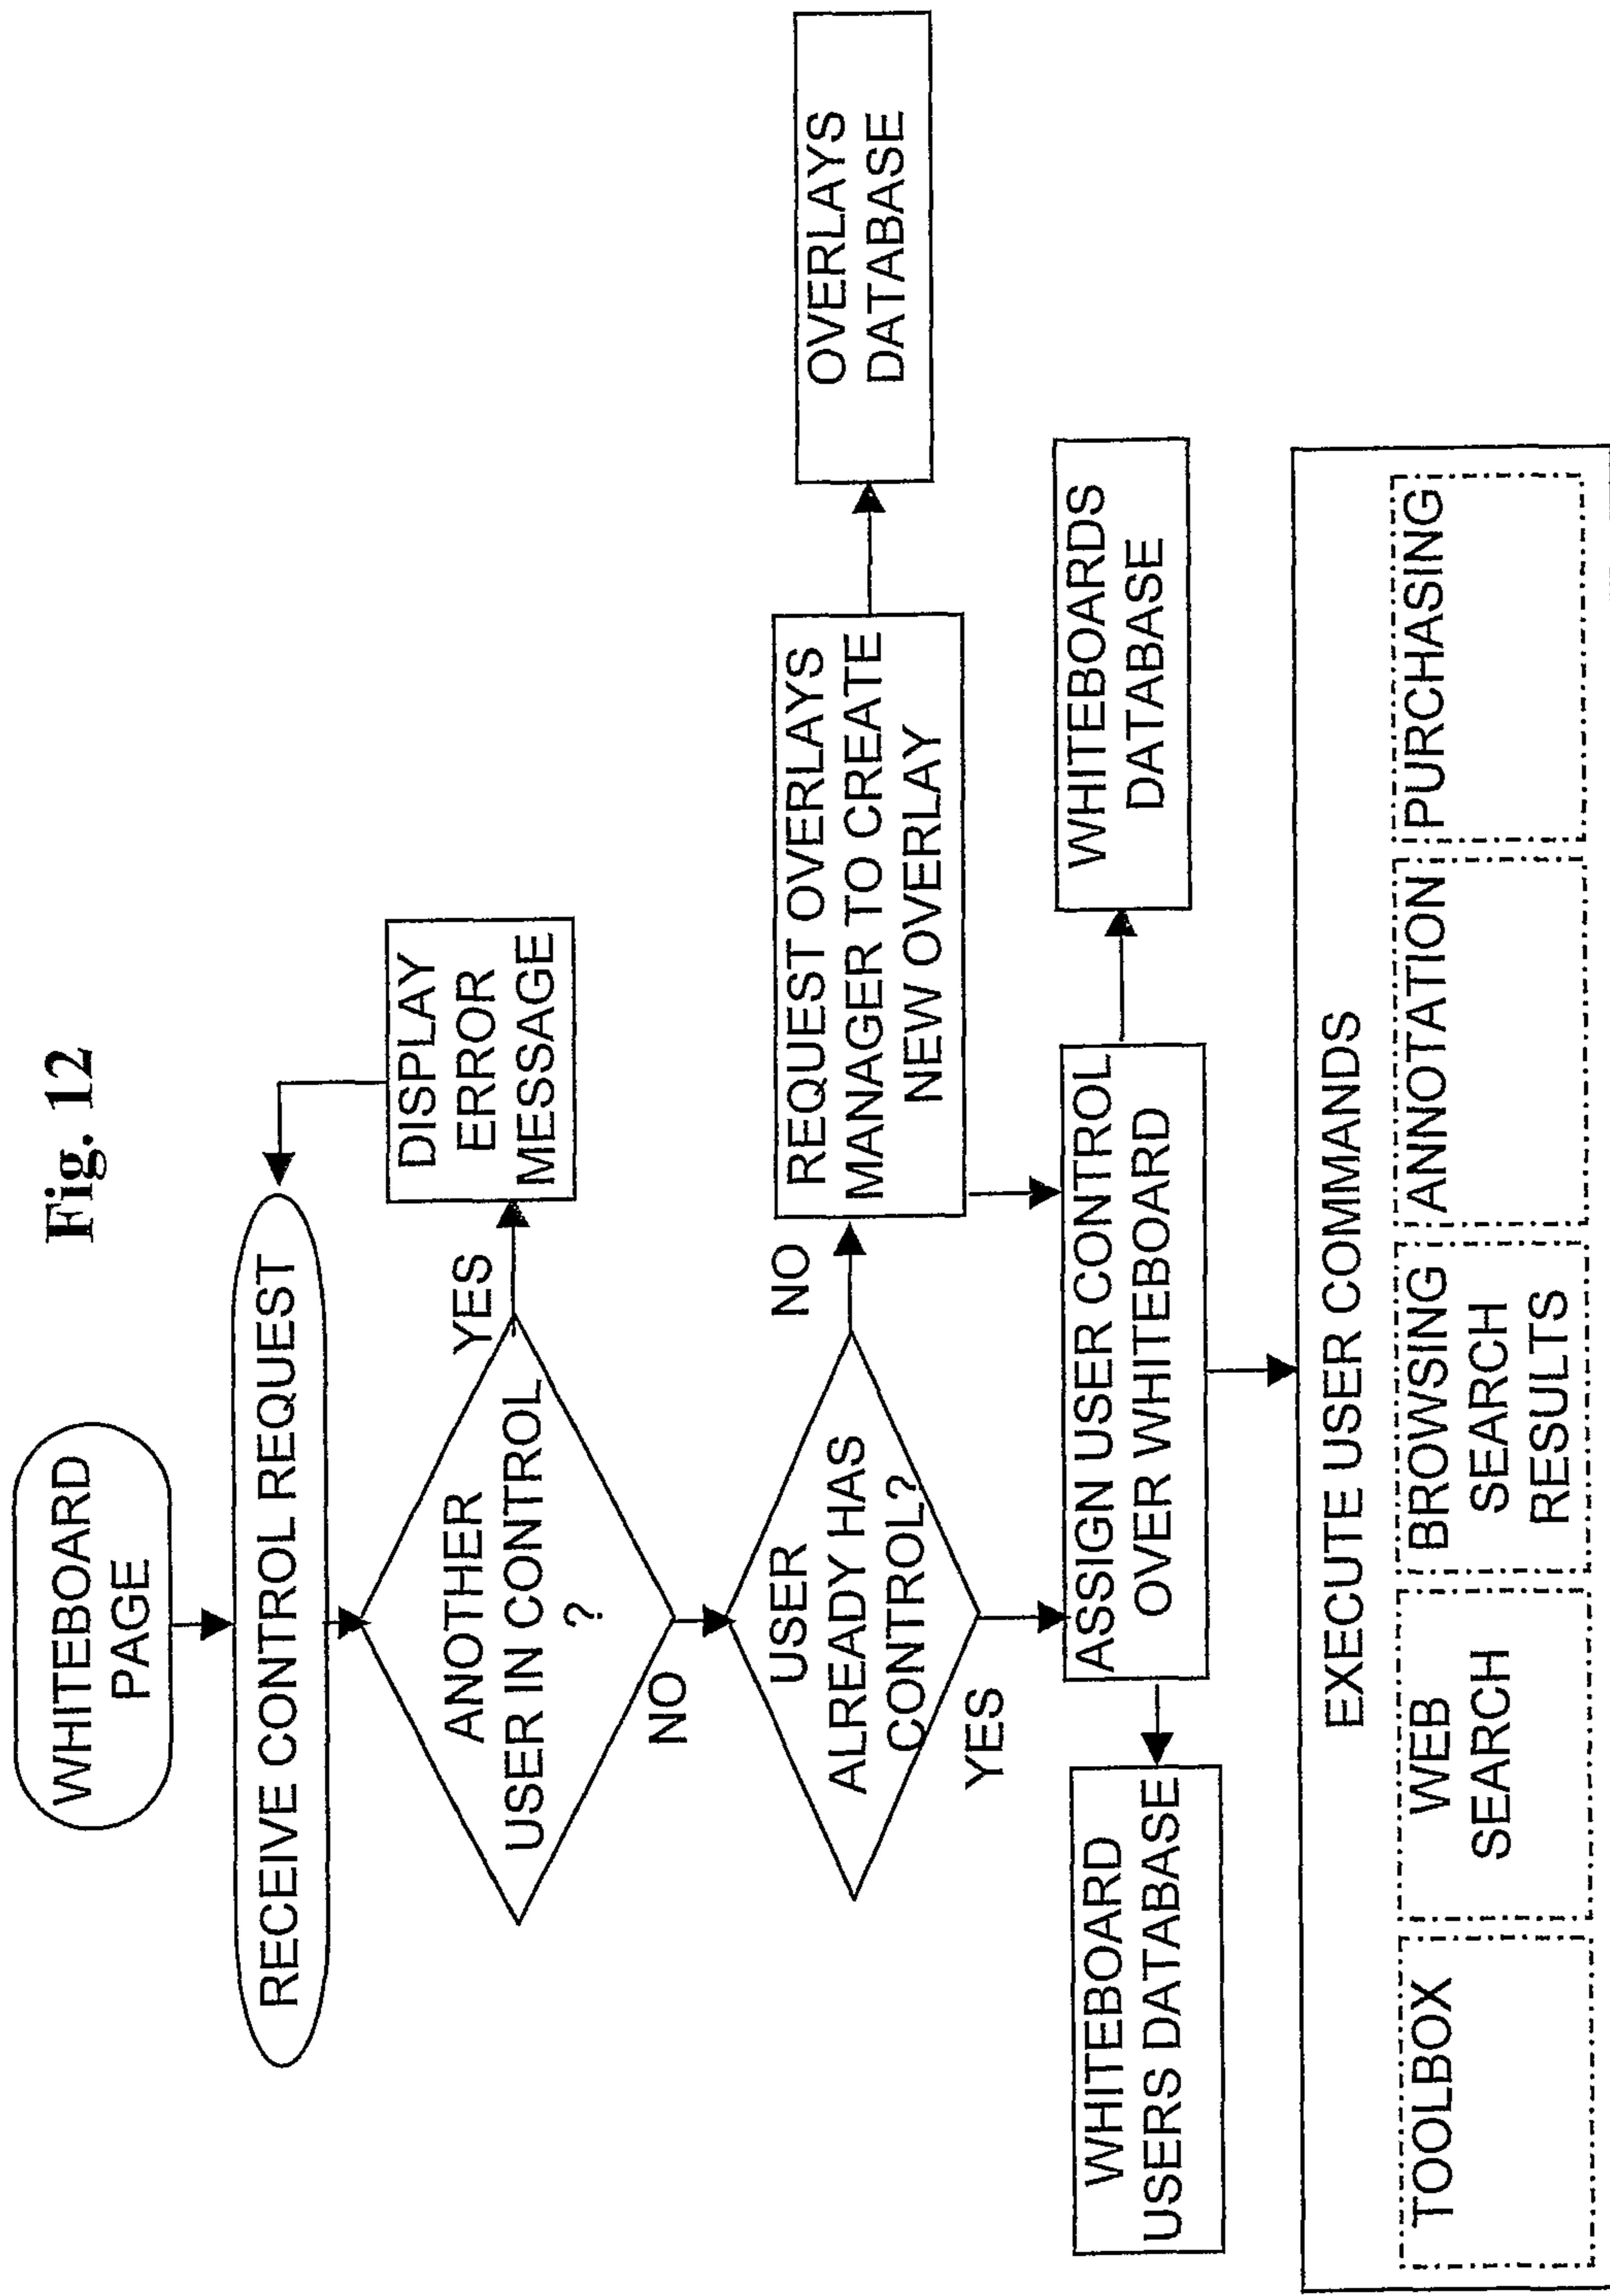 Fig. 12
WHITEBOARD
PAGE
RECEIVE CONTROL REQUEST
ANOTHER
USER IN CONTROL
?
YES
DISPLAY
ERROR
MESSAGE
NO
USER
ALREADY HAS
CONTROL?
NO
REQUEST OVERLAYS
MANAGER TO CREATE
NEW OVERLAY
OVERLAYS
DATABASE
YES
WHITEBOARD
USERS DATABASE
ASSIGN USER CONTROL
OVER WHITEBOARD
WHITEBOARDS
DATABASE
EXECUTE USER COMMANDS
TOOLBOX
WEB
SEARCH
BROWSING
SEARCH
RESULTS
ANNOTATION
PURCHASING